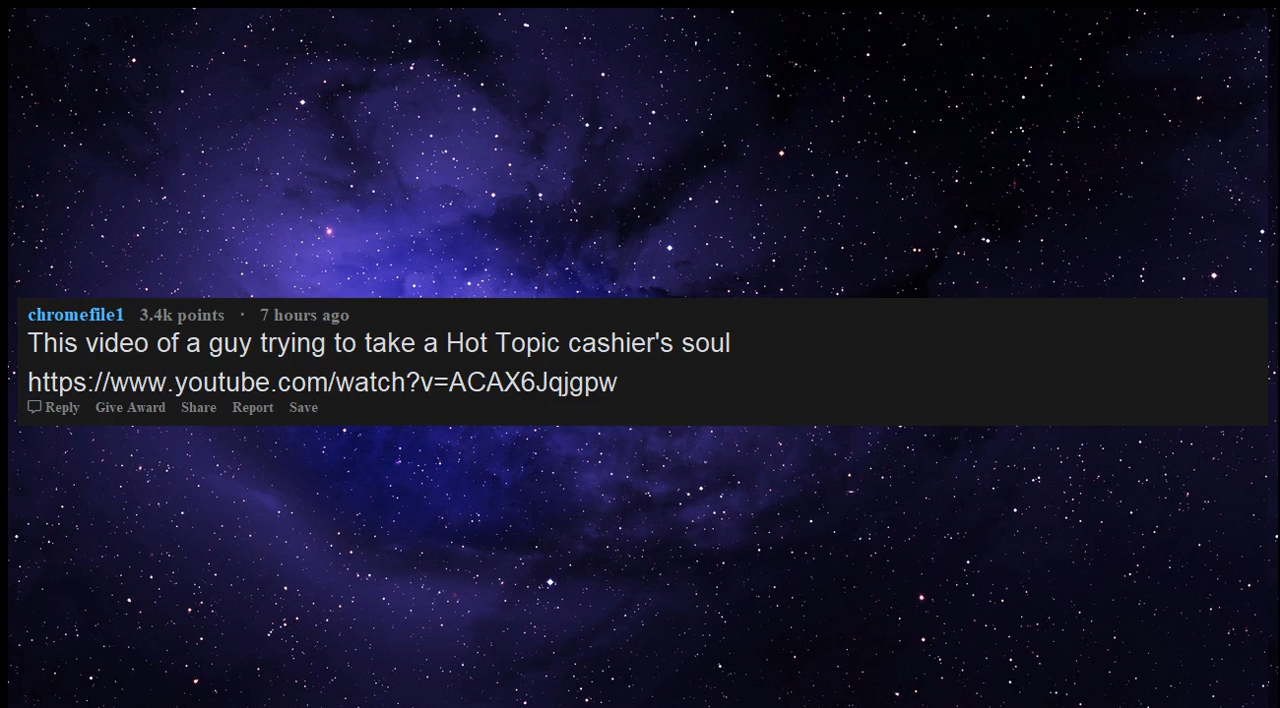 chromefile1 3.4k points · 7 hours ago
This video of a guy trying to take a Hot Topic cashier's soul
https://www.youtube.com/watch?v=ACAX6Jqjgpw
Reply Give Award Share Report Save